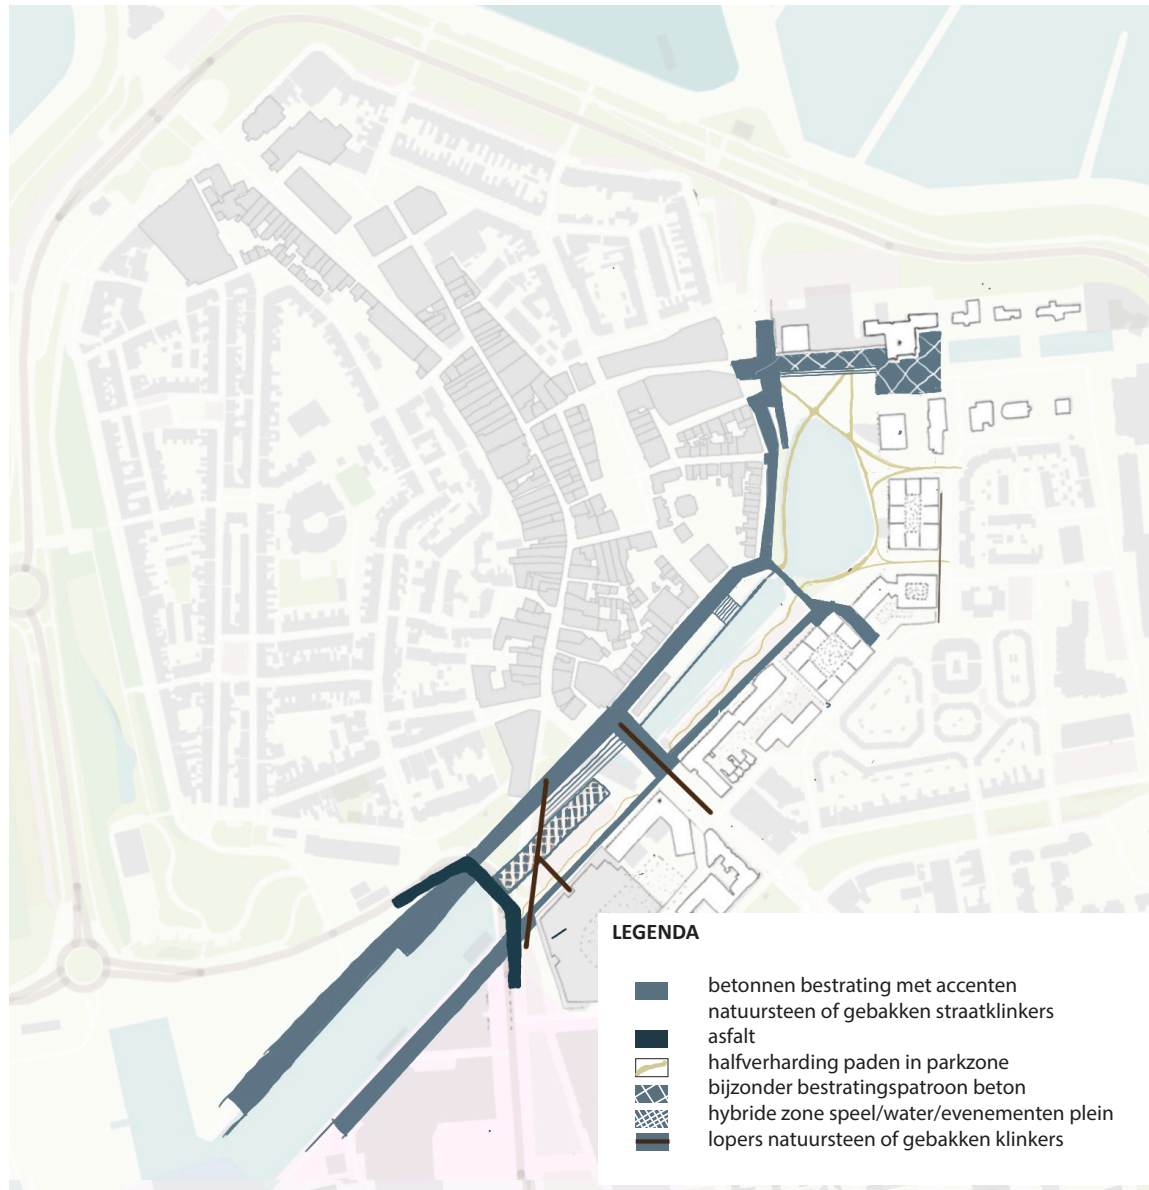 LEGENDA
betonnen bestrating met accenten
natuursteen of gebakken straatklinkers
asfalt
halfverharding paden in parkzone
bijzonder bestratingspatroon beton
hybride zone speel/water/evenementen plein
lopers natuursteen of gebakken klinkers